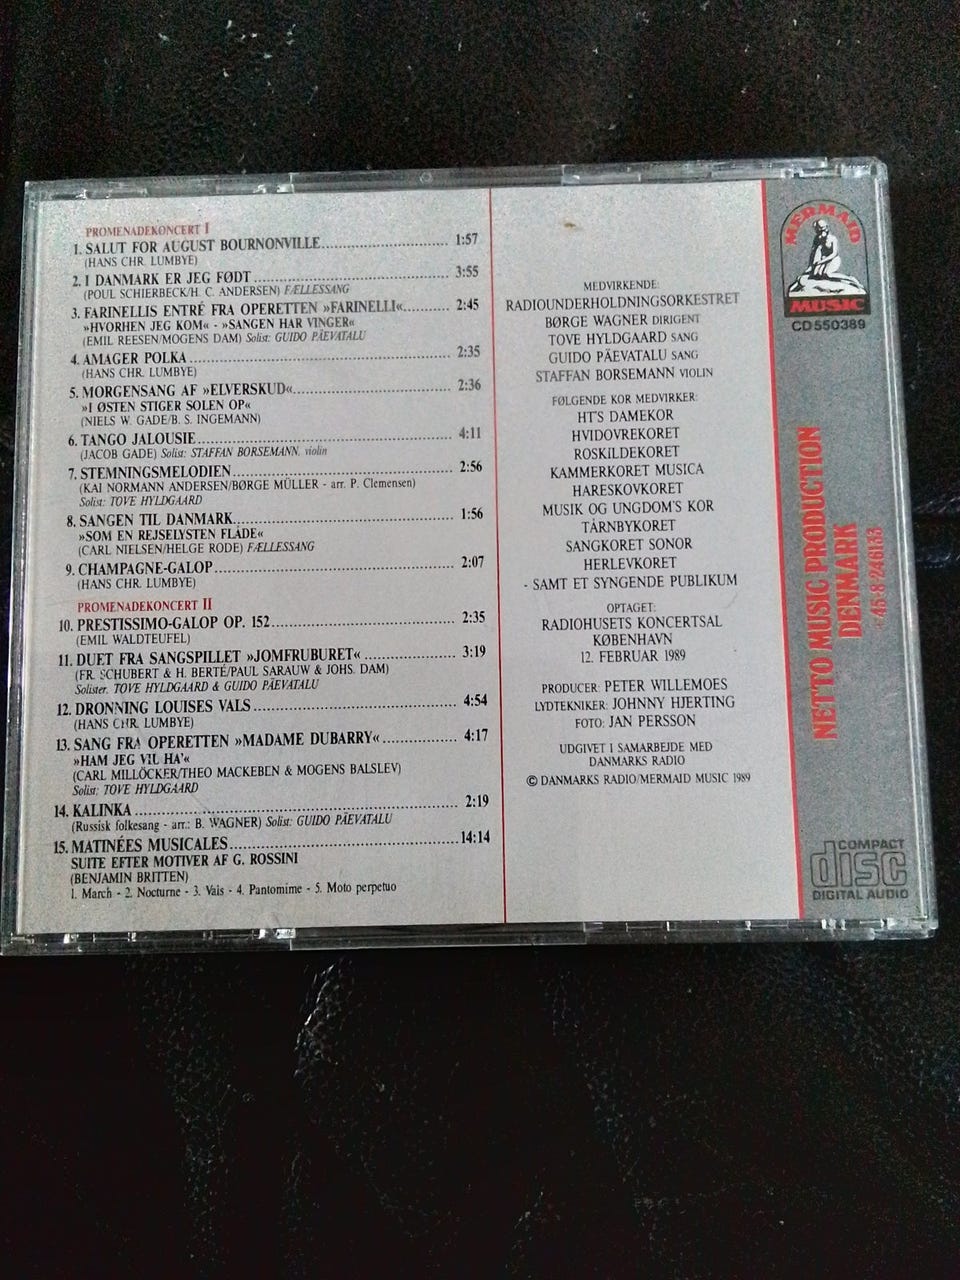 PROMENADEKONCERT I
1. SALUT FOR AUGUST BOURNONVILLE........................ 1:57
(HANS CHR. LUMBYE)
2. I DANMARK ER JEG FØDT........................ 3:55
(POUL SCHIERBECK/H. C. ANDERSEN) FÆLLESSANG
3. FARINELLIS ENTRÉ FRA OPERETTEN »FARINELLI«........... 2:45
»HVORHEN JEG KOM« - »SANGEN HAR VINGER«
(EMIL REESEN/MOGENS DAM) Solist: GUIDO PÄEVATALU
4. AMAGER POLKA........................ 2:35
(HANS CHR. LUMBYE)
5. MORGENSANG AF »ELVERSKUD«........................ 2:36
»I ØSTEN STIGER SOLEN OP«
(NIELS W. GADE/B. S. INGEMANN)
6. TANGO JALOUSIE........................ 4:11
(JACOB GADE) Solist: STAFFAN BORSEMANN, violin
7. STEMNINGSMELODIEN........................ 2:56
(KAI NORMANN ANDERSEN/BØRGE MÜLLER - arr. P. Clemensen)
Solist: TOVE HYLDGAARD
8. SANGEN TIL DANMARK........................ 1:56
»SOM EN REJSELYSTEN FLÅDE«
(CARL NIELSEN/HELGE RODE) FÆLLESSANG
9. CHAMPAGNE-GALOP........................ 2:07
(HANS CHR. LUMBYE)
PROMENADEKONCERT II
10. PRESTISSIMO-GALOP OP. 152........................ 2:35
(EMIL WALDTEUFEL)
11. DUET FRA SANGSPILLET »JOMFRUBURET«................ 3:19
(FR. SCHUBERT & H. BERTÉ/PAUL SARAUW & JOHS. DAM)
Solister: TOVE HYLDGAARD & GUIDO PÄEVATALU
12. DRONNING LOUISES VALS........................ 4:54
(HANS CHR. LUMBYE)
13. SANG FRA OPERETTEN »MADAME DUBARRY«.............. 4:17
»HAM JEG VIL HA'«
(CARL MILLÖCKER/THEO MACKEBEN & MOGENS BALSLEV)
Solist: TOVE HYLDGAARD
14. KALINKA........................ 2:19
(Russisk folkesang - arr.: B. WAGNER) Solist: GUIDO PÄEVATALU
15. MATINÉES MUSICALES........................ 14:14
SUITE EFTER MOTIVER AF G. ROSSINI
(BENJAMIN BRITTEN)
1. March - 2. Nocturne - 3. Vals - 4. Pantomime - 5. Moto perpetuo
MEDVIRKENDE:
RADIOUNDERHOLDNINGSORKESTRET
BØRGE WAGNER DIRIGENT
TOVE HYLDGAARD SANG
GUIDO PÄEVATALU SANG
STAFFAN BORSEMANN VIOLIN
FØLGENDE KOR MEDVIRKER:
HT'S DAMEKOR
HVIDOVREKORET
ROSKILDEKORET
KAMMERKORET MUSICA
HARESKOVKORET
MUSIK OG UNGDOM'S KOR
TÅRNBYKORET
SANGKORET SONOR
HERLEVKORET
- SAMT ET SYNGENDE PUBLIKUM
OPTAGET:
RADIOHUSETS KONCERTSAL
KØBENHAVN
12. FEBRUAR 1989
PRODUCER: PETER WILLEMOES
LYDTEKNIKER: JOHNNY HJERTING
FOTO: JAN PERSSON
UDGIVET I SAMARBEJDE MED
DANMARKS RADIO
© DANMARKS RADIO/MERMAID MUSIC 1989
MERMAID
MUSIC
CD 550389
NETTO MUSIC PRODUCTION
DENMARK
COMPACT
disc
DIGITAL AUDIO